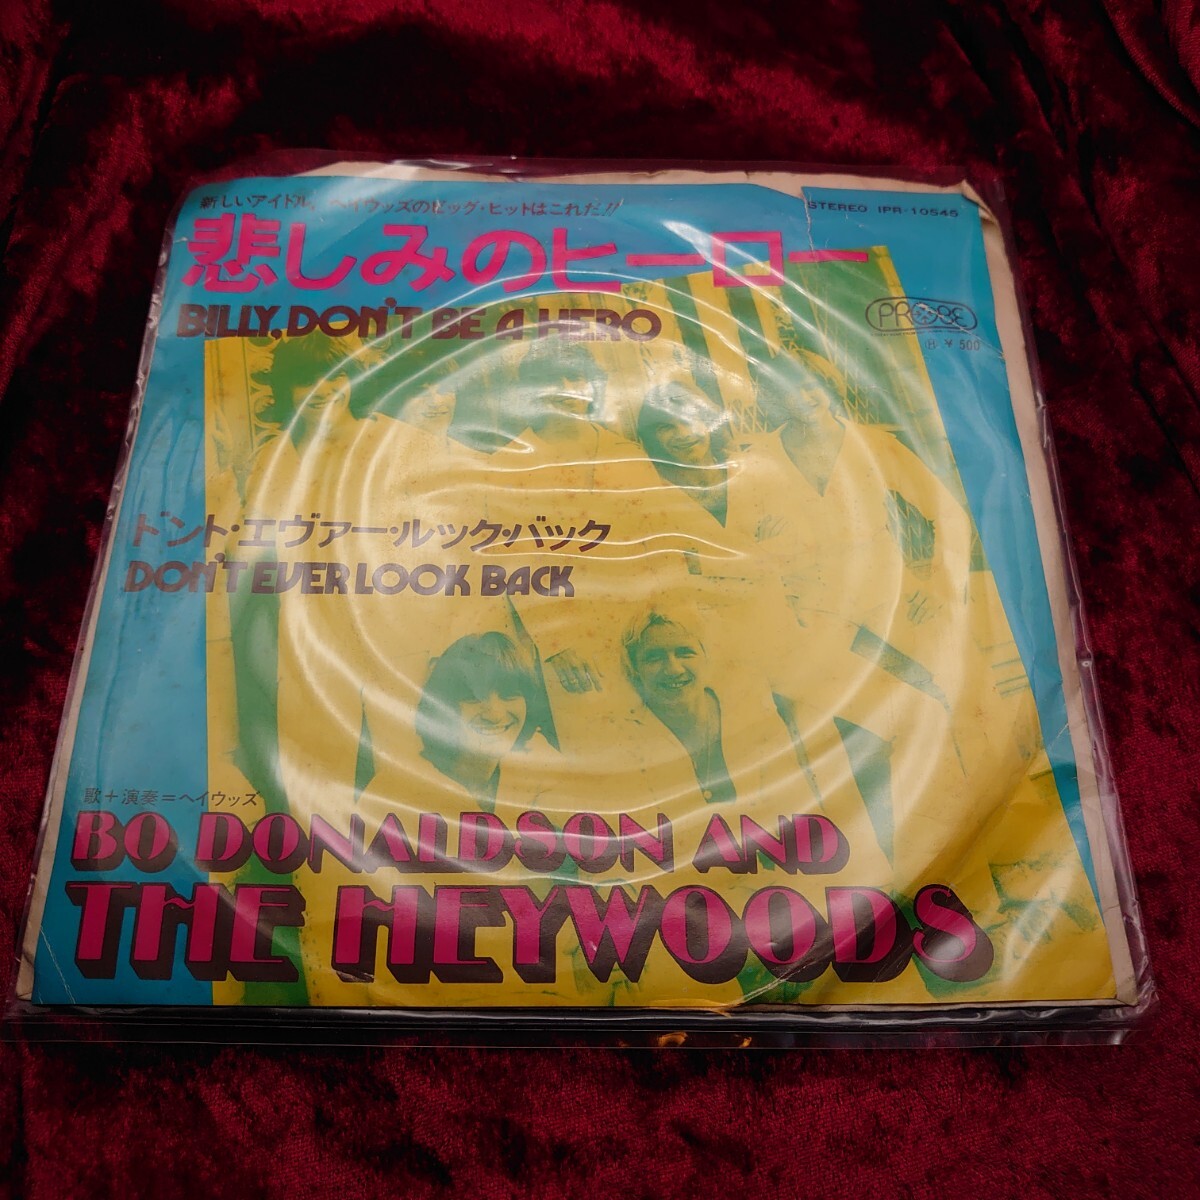 新しいアイドル、ヘイウッズのビッグ・ヒットはこれだ!!
STEREO IPR-10545
悲しみのヒーロー
BILLY, DON'T BE A HERO
PROBE
¥500
ドント・エヴァー・ルック・バック
DON'T EVER LOOK BACK
歌+演奏=ヘイウッズ
BO DONALDSON AND
THE HEYWOODS